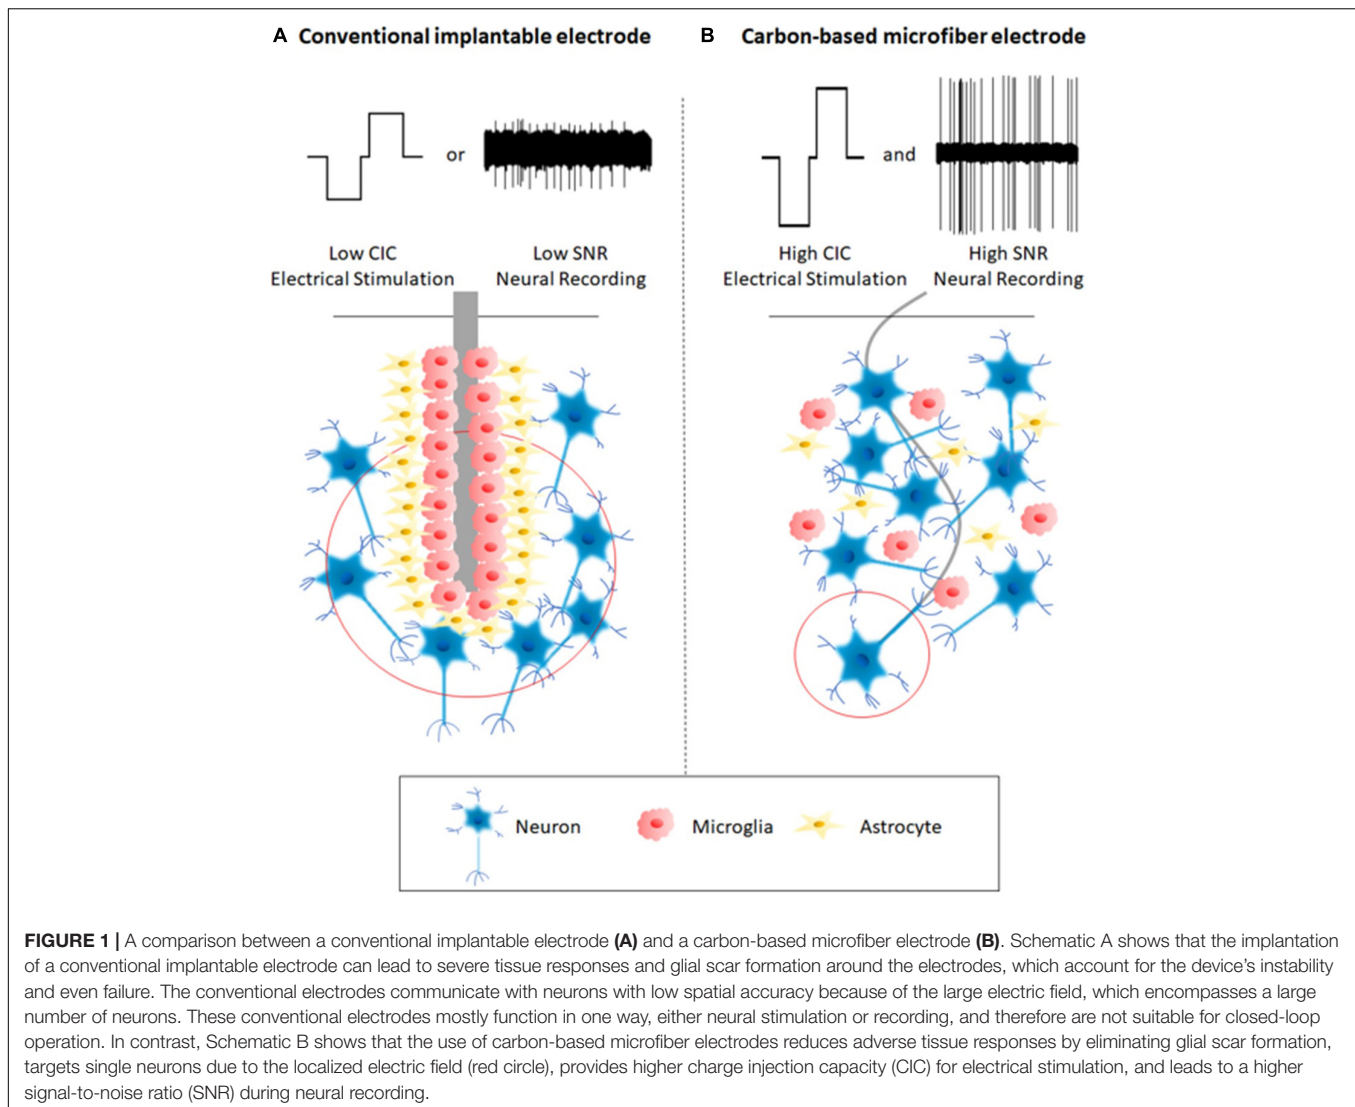 A Conventional implantable electrode
or
Low CIC
Electrical Stimulation
Low SNR
Neural Recording
B Carbon-based microfiber electrode
and
High CIC
Electrical Stimulation
High SNR
Neural Recording
Neuron
Microglia
Astrocyte
FIGURE 1 | A comparison between a conventional implantable electrode (A) and a carbon-based microfiber electrode (B). Schematic A shows that the implantation
of a conventional implantable electrode can lead to severe tissue responses and glial scar formation around the electrodes, which account for the device's instability
and even failure. The conventional electrodes communicate with neurons with low spatial accuracy because of the large electric field, which encompasses a large
number of neurons. These conventional electrodes mostly function in one way, either neural stimulation or recording, and therefore are not suitable for closed-loop
operation. In contrast, Schematic B shows that the use of carbon-based microfiber electrodes reduces adverse tissue responses by eliminating glial scar formation,
targets single neurons due to the localized electric field (red circle), provides higher charge injection capacity (CIC) for electrical stimulation, and leads to a higher
signal-to-noise ratio (SNR) during neural recording.